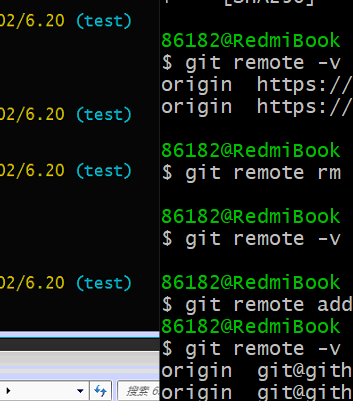 [SHA256]
02/6.20 (test)
86182@RedmiBook
$ git remote -v
origin https://
origin https://
02/6.20 (test)
86182@RedmiBook
02/6.20 (test)
$ git remote rm
86182@RedmiBook
$ git remote -v
02/6.20 (test)
86182@RedmiBook
$ git remote add
86182@RedmiBook
$ git remote -v
origin git@gith
origin git@gith
搜索 6